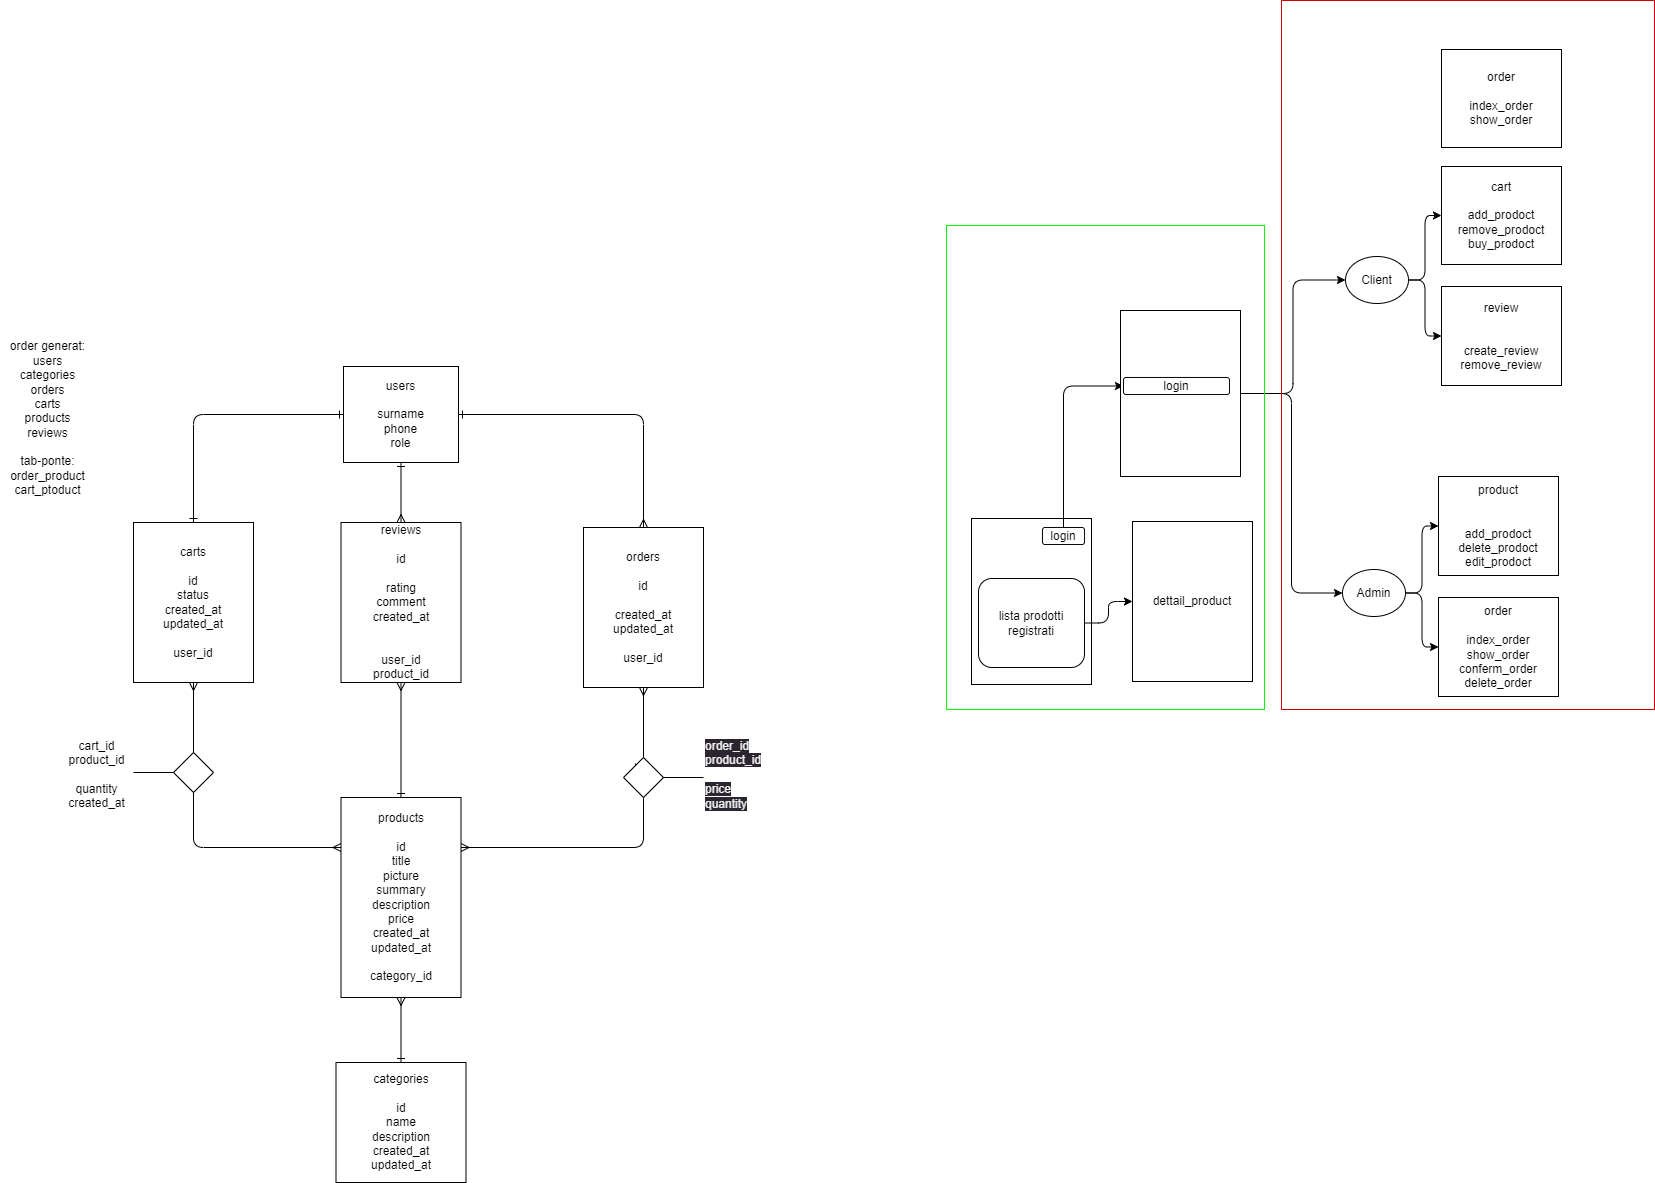 order generat:
users
categories
orders
carts
products
reviews
tab-ponte:
order_product
cart_ptoduct
users
surname
phone
role
carts
id
status
created_at
updated_at
user_id
reviews
id
rating
comment
created_at
user_id
product_id
orders
id
created_at
updated_at
user_id
cart_id
product_id
quantity
created_at
order_id
product_id
price
quantity
products
id
title
picture
summary
description
price
created_at
updated_at
category_id
categories
id
name
description
created_at
updated_at
login
login
lista prodotti
registrati
dettail_product
Client
Admin
order
index_order
show_order
cart
add_prodoct
remove_prodoct
buy_prodoct
review
create_review
remove_review
product
add_prodoct
delete_prodoct
edit_prodoct
order
index_order
show_order
conferm_order
delete_order